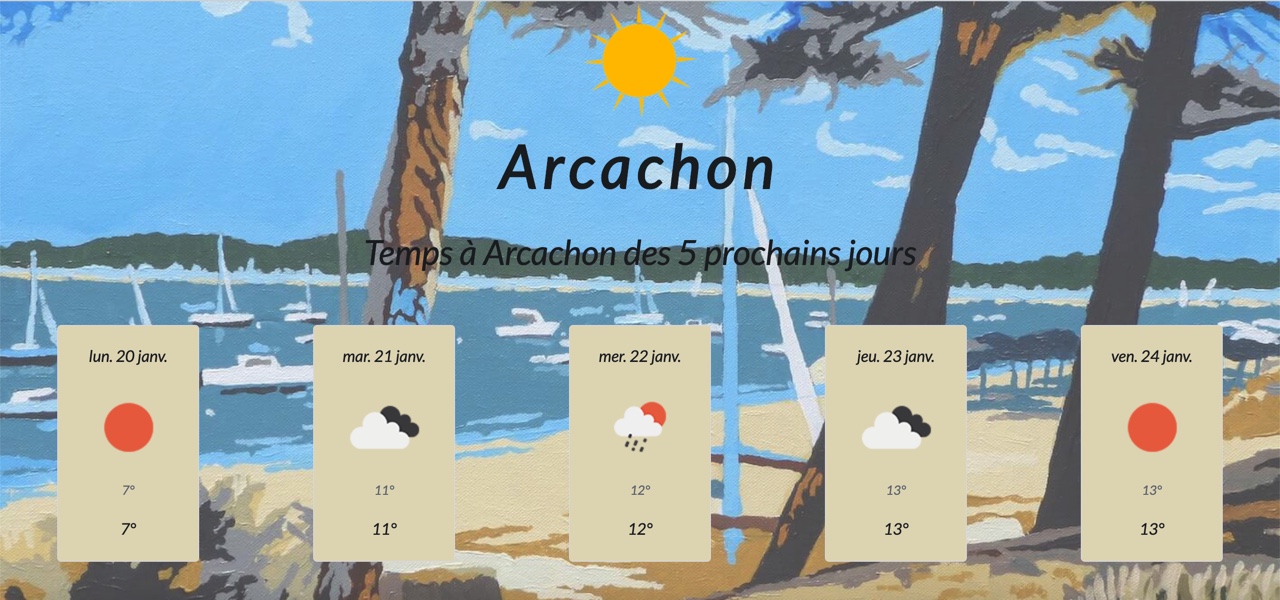 Arcachon
Temps à Arcachon des 5 prochains jours
lun. 20 janv.
7°
7°
mar. 21 janv.
11°
11°
mer. 22 janv.
12°
12°
jeu. 23 janv.
13°
13°
ven. 24 janv.
13°
13°